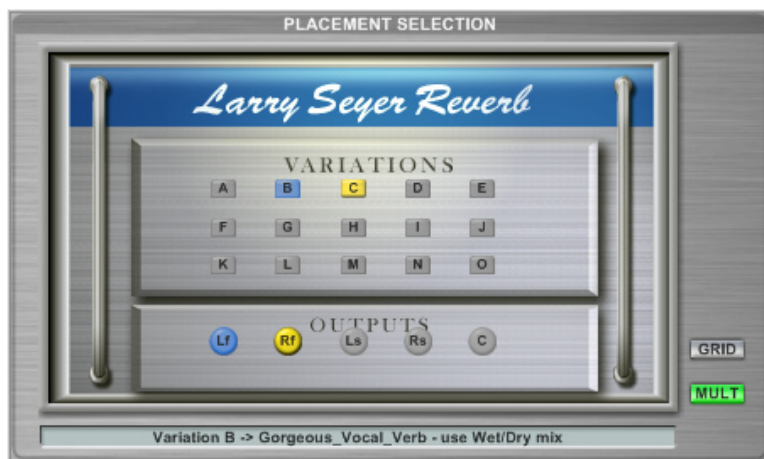 PLACEMENT SELECTION
Larry Seyer Reverb
VARIATIONS
A B C D E
F G H I J
K L M N O
OUTPUTS
Lf Rf Ls Rs C
GRID
MULT
Variation B -> Gorgeous_Vocal_Verb - use Wet/Dry mix